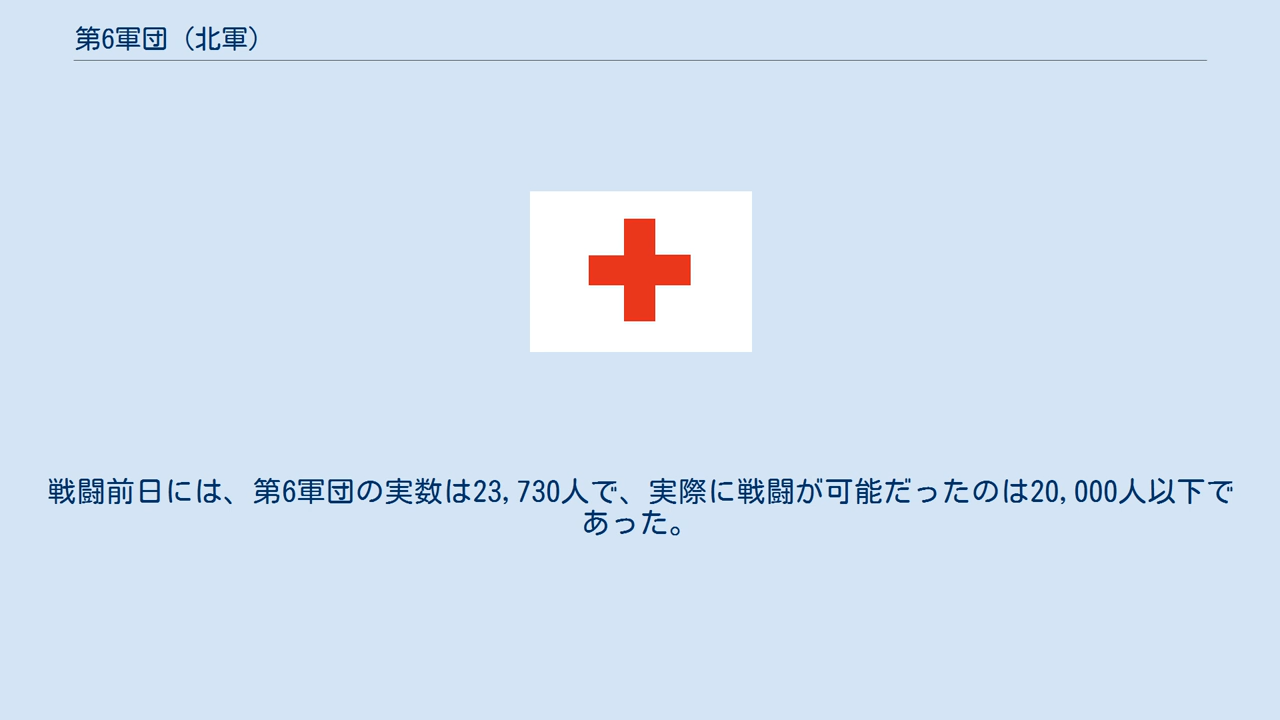 第6軍団（北軍）
戦闘前日には、第6軍団の実数は23,730人で、実際に戦闘が可能だったのは20,000人以下で
あった。